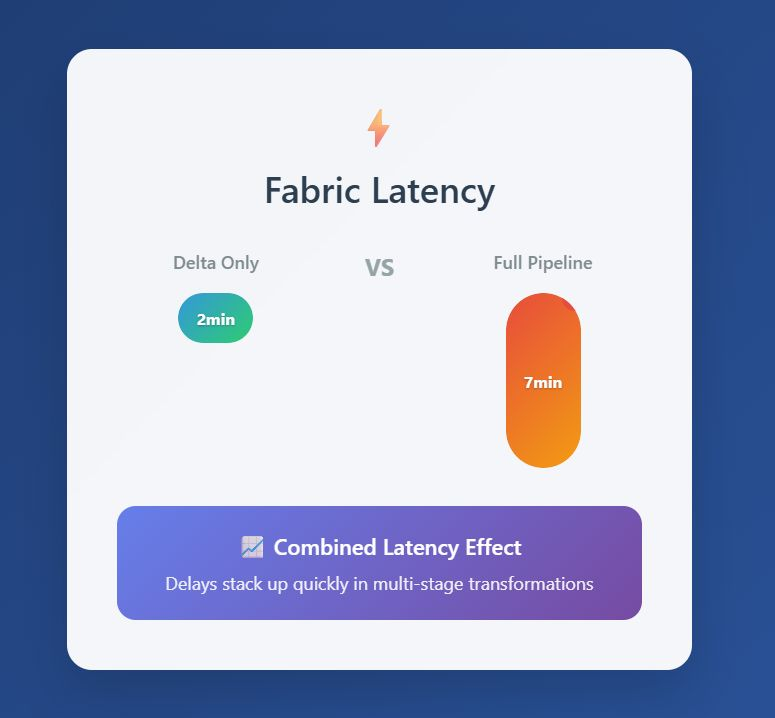 Fabric Latency
Delta Only
VS
Full Pipeline
2min
7min
Combined Latency Effect
Delays stack up quickly in multi-stage transformations